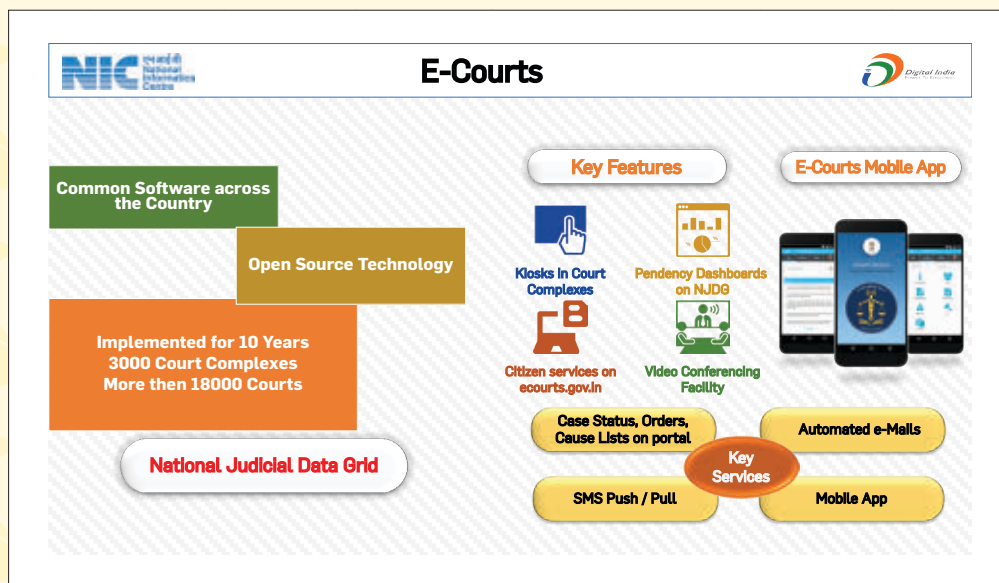 NIC
एन आई सी
National
Informatics
Centre
E-Courts
Digital India
Common Software across
the Country
Open Source Technology
Implemented for 10 Years
3000 Court Complexes
More then 18000 Courts
National Judicial Data Grid
Key Features
Kiosks in Court
Complexes
Pendency Dashboards
on NJDG
Citizen services on
ecourts.gov.in
Video Conferencing
Facility
E-Courts Mobile App
Case Status, Orders,
Cause Lists on portal
Automated e-Mails
Key
Services
SMS Push / Pull
Mobile App